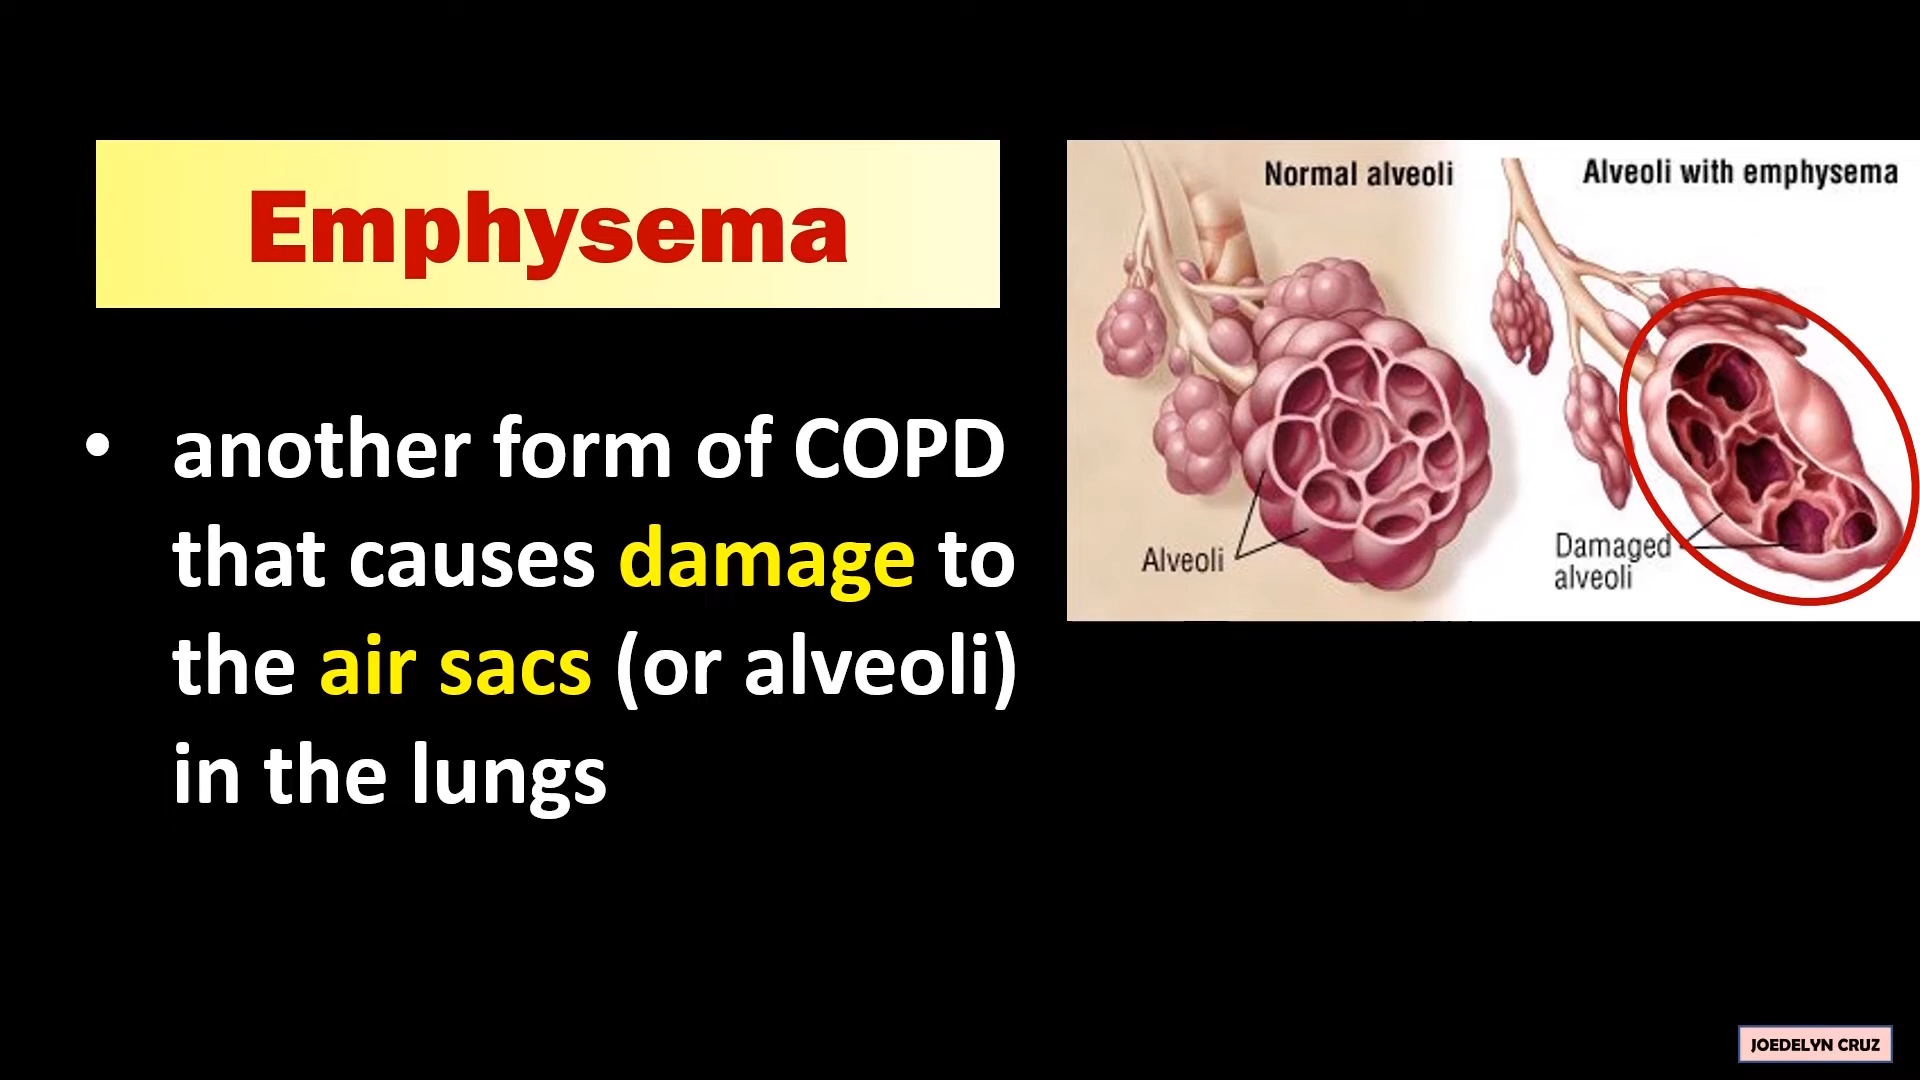 Emphysema
• another form of COPD
that causes damage to
the air sacs (or alveoli)
in the lungs
Normal alveoli
Alveoli with emphysema
Alveoli
Damaged
alveoli
JOEDELYN CRUZ